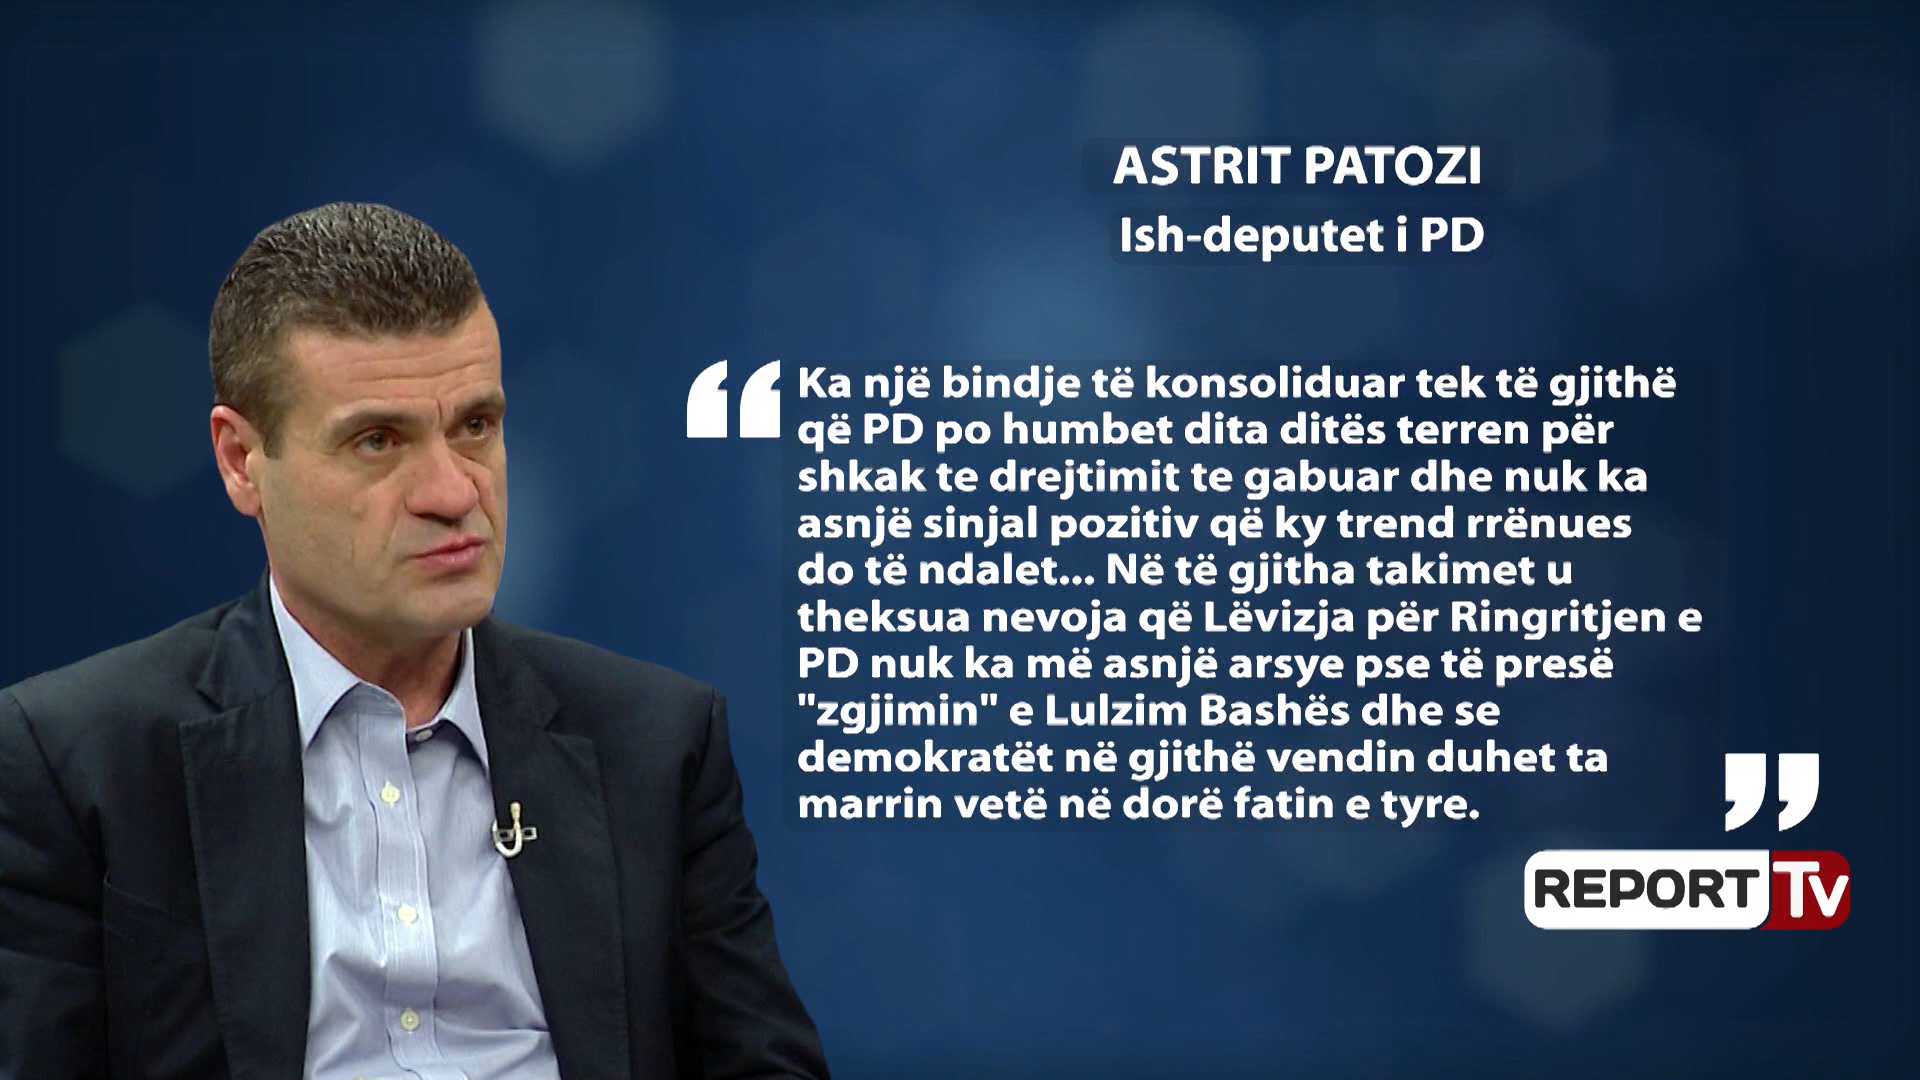 ASTRIT PATOZI
Ish-deputet i PD
“ Ka një bindje të konsoliduar tek të gjithë
që PD po humbet dita ditës terren për
shkak te drejtimit te gabuar dhe nuk ka
asnjë sinjal pozitiv që ky trend rrënues
do të ndalet... Në të gjitha takimet u
theksua nevoja që Lëvizja për Ringritjen e
PD nuk ka më asnjë arsye pse të presë
"zgjimin" e Lulzim Bashës dhe se
demokratët në gjithë vendin duhet ta
marrin vetë në dorë fatin e tyre. ”
REPORT Tv